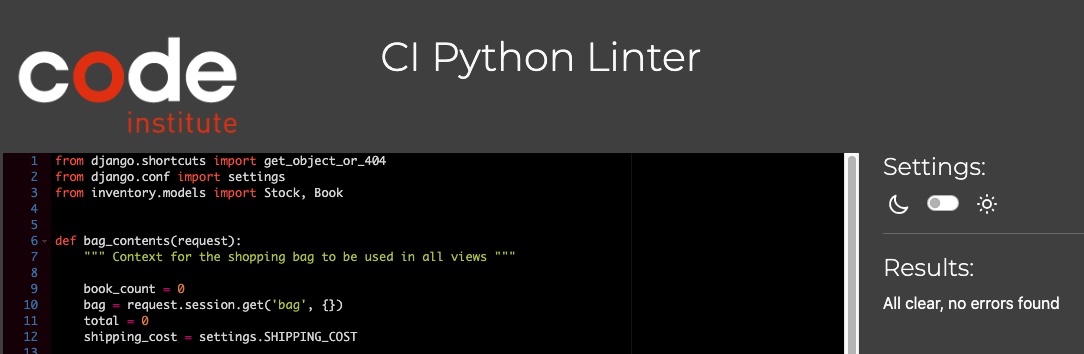 code
institute
CI Python Linter
1 from django.shortcuts import get_object_or_404
2 from django.conf import settings
3 from inventory.models import Stock, Book
4
5
6 def bag_contents(request):
7     """ Context for the shopping bag to be used in all views """
8
9     book_count = 0
10     bag = request.session.get('bag', {})
11     total = 0
12     shipping_cost = settings.SHIPPING_COST
13
Settings:
Results:
All clear, no errors found